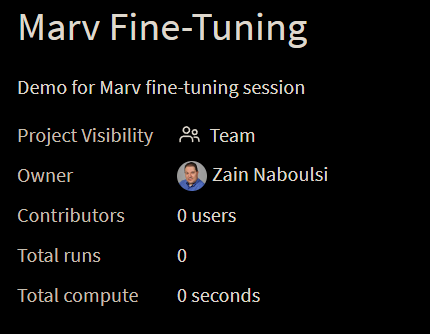 Marv Fine-Tuning
Demo for Marv fine-tuning session
Project Visibility Team
Owner Zain Naboulsi
Contributors 0 users
Total runs 0
Total compute 0 seconds